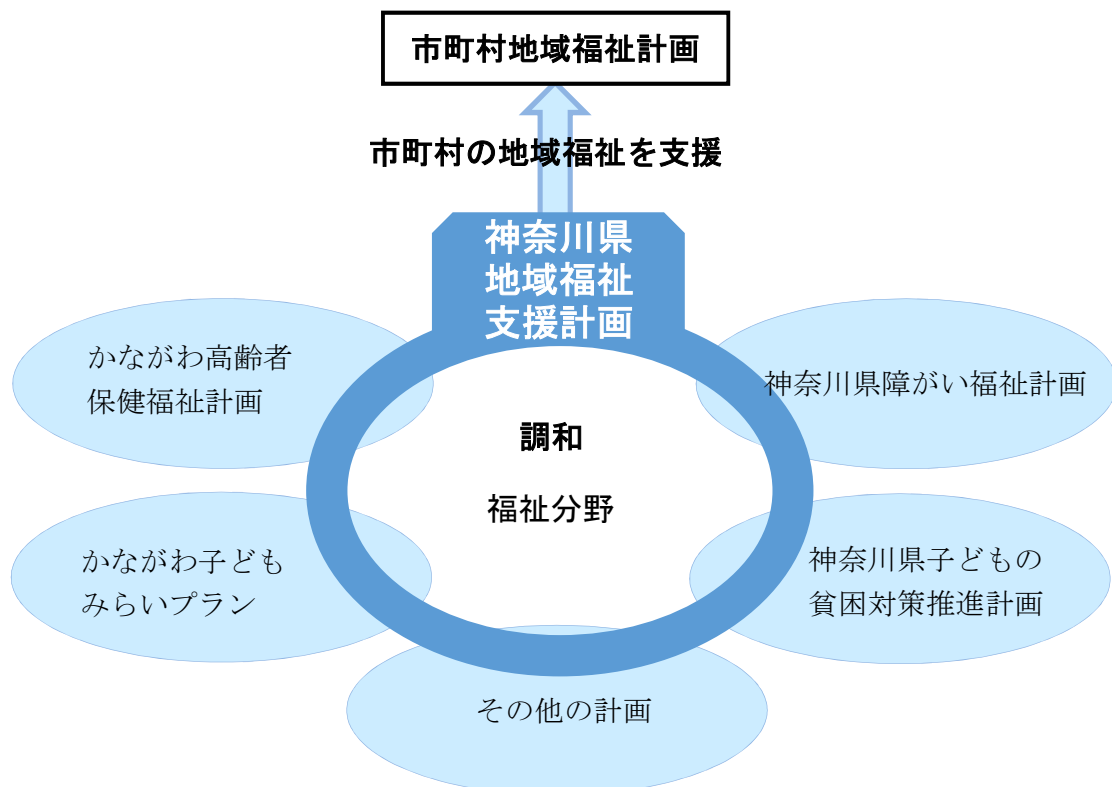 市町村地域福祉計画
市町村の地域福祉を支援
神奈川県
地域福祉
支援計画
かながわ高齢者
保健福祉計画
神奈川県障がい福祉計画
調和
福祉分野
かながわ子ども
みらいプラン
神奈川県子どもの
貧困対策推進計画
その他の計画